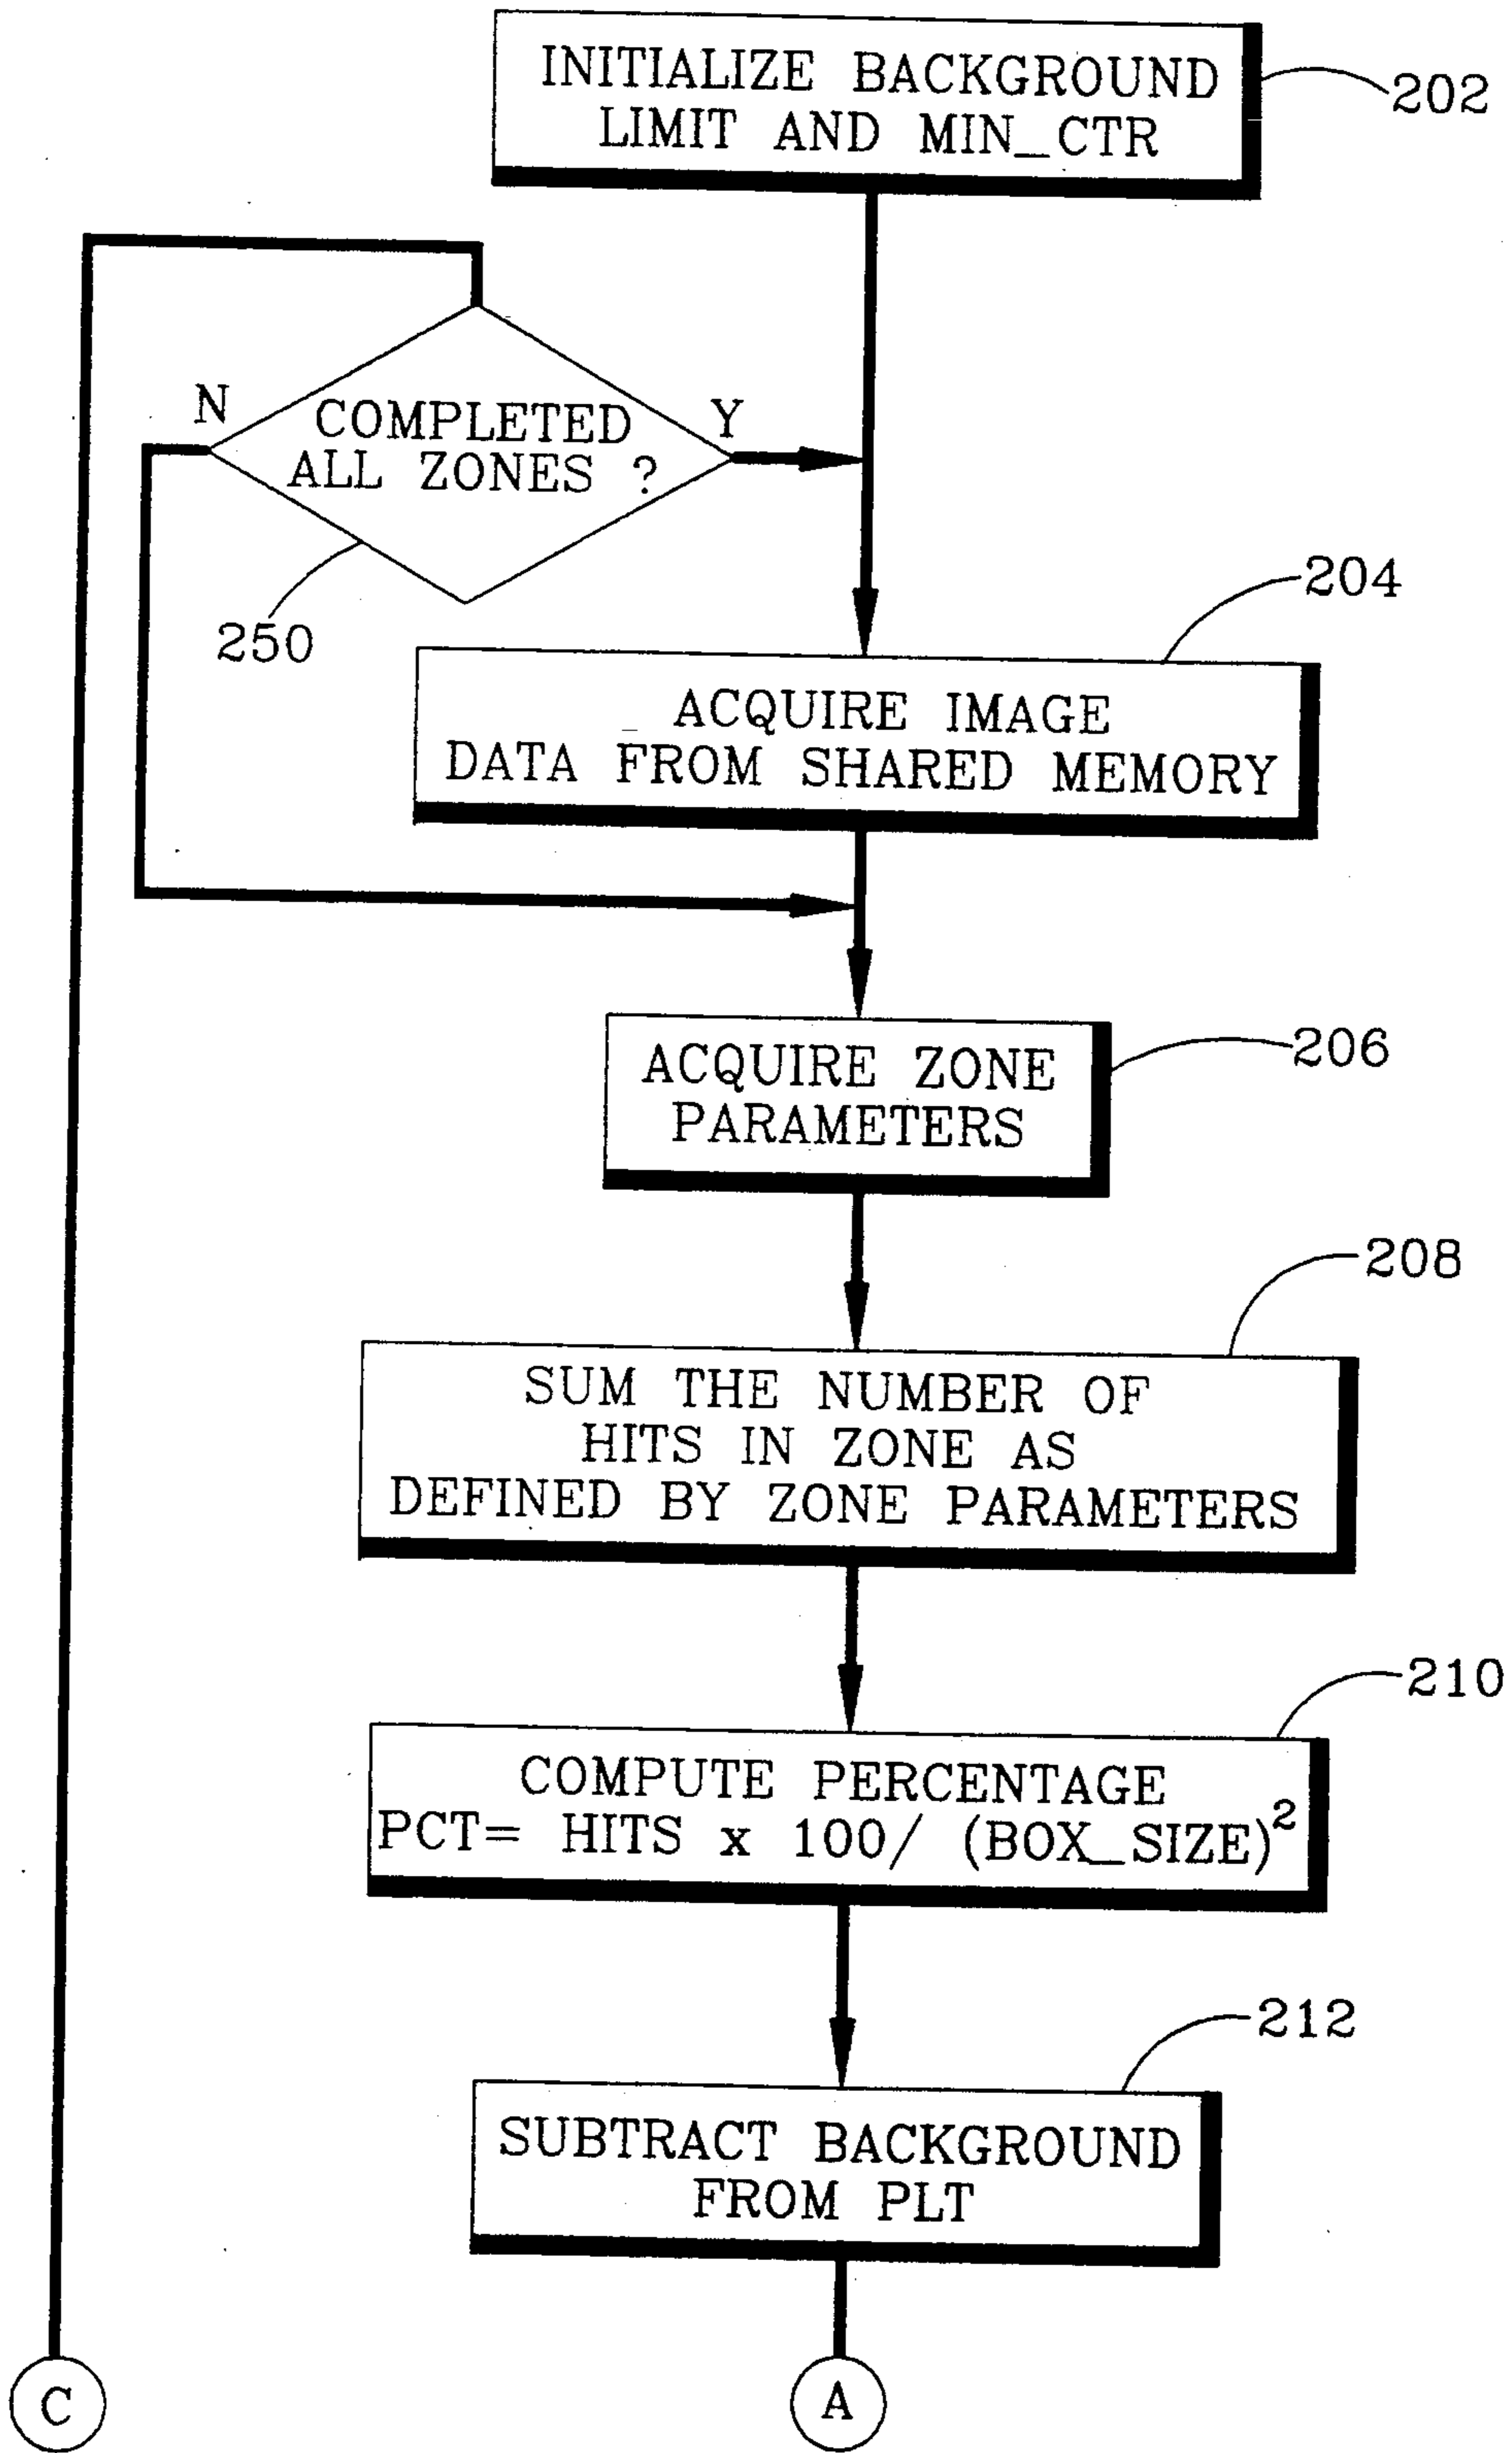 INITIALIZE BACKGROUND
LIMIT AND MIN_CTR
202
N
COMPLETED
ALL ZONES ?
Y
250
204
ACQUIRE IMAGE
DATA FROM SHARED MEMORY
ACQUIRE ZONE
PARAMETERS
206
208
SUM THE NUMBER OF
HITS IN ZONE AS
DEFINED BY ZONE PARAMETERS
210
COMPUTE PERCENTAGE
PCT= HITS x 100/ (BOX_SIZE)²
212
SUBTRACT BACKGROUND
FROM PLT
C
A